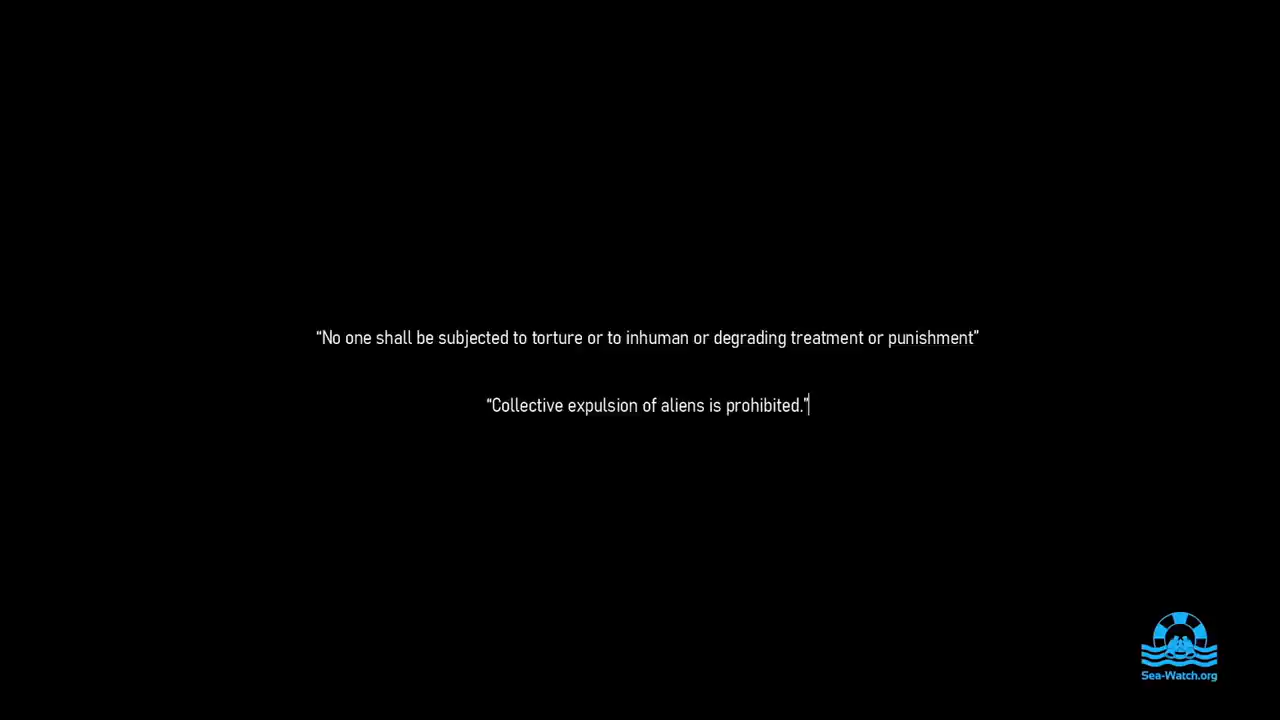 “No one shall be subjected to torture or to inhuman or degrading treatment or punishment”
“Collective expulsion of aliens is prohibited.”
Sea-Watch.org